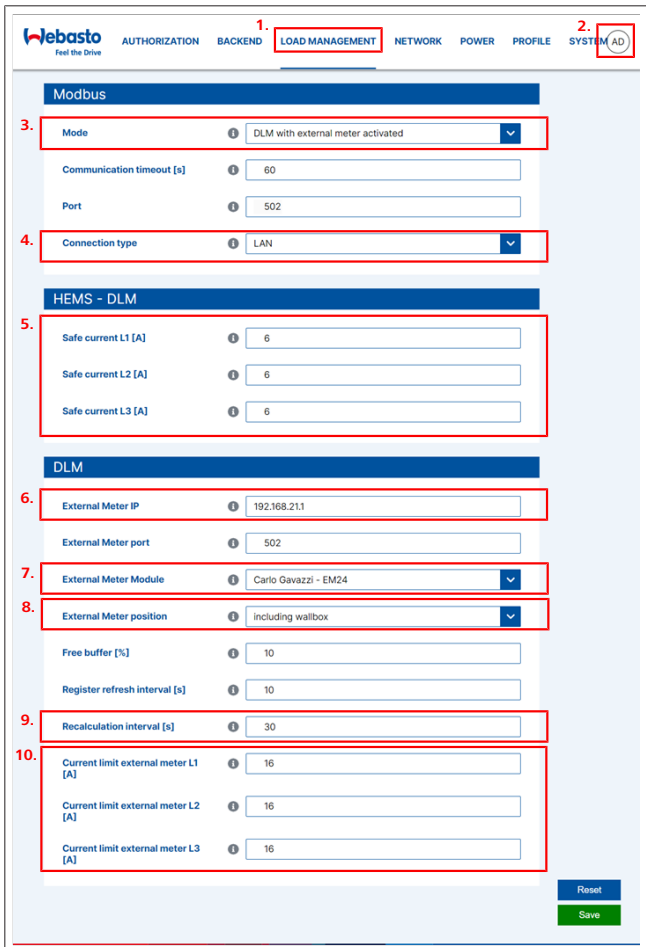 1.
2.
webasto
Feel the Drive
AUTHORIZATION BACKEND LOAD MANAGEMENT NETWORK POWER PROFILE SYSTEM AD
Modbus
3.
Mode DLM with external meter activated
Communication timeout [s] 60
Port 502
4.
Connection type LAN
HEMS - DLM
5.
Safe current L1 [A] 6
Safe current L2 [A] 6
Safe current L3 [A] 6
DLM
6.
External Meter IP 192.168.21.1
External Meter port 502
7.
External Meter Module Carlo Gavazzi - EM24
8.
External Meter position including wallbox
Free buffer [%] 10
Register refresh interval [s] 10
9.
Recalculation interval [s] 30
10.
Current limit external meter L1 16
[A]
Current limit external meter L2 16
[A]
Current limit external meter L3 16
[A]
Reset
Save